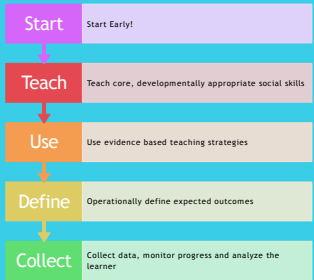 Start
Start Early!
Teach
Teach core, developmentally appropriate social skills
Use
Use evidence based teaching strategies
Define
Operationally define expected outcomes
Collect
Collect data, monitor progress and analyze the
learner